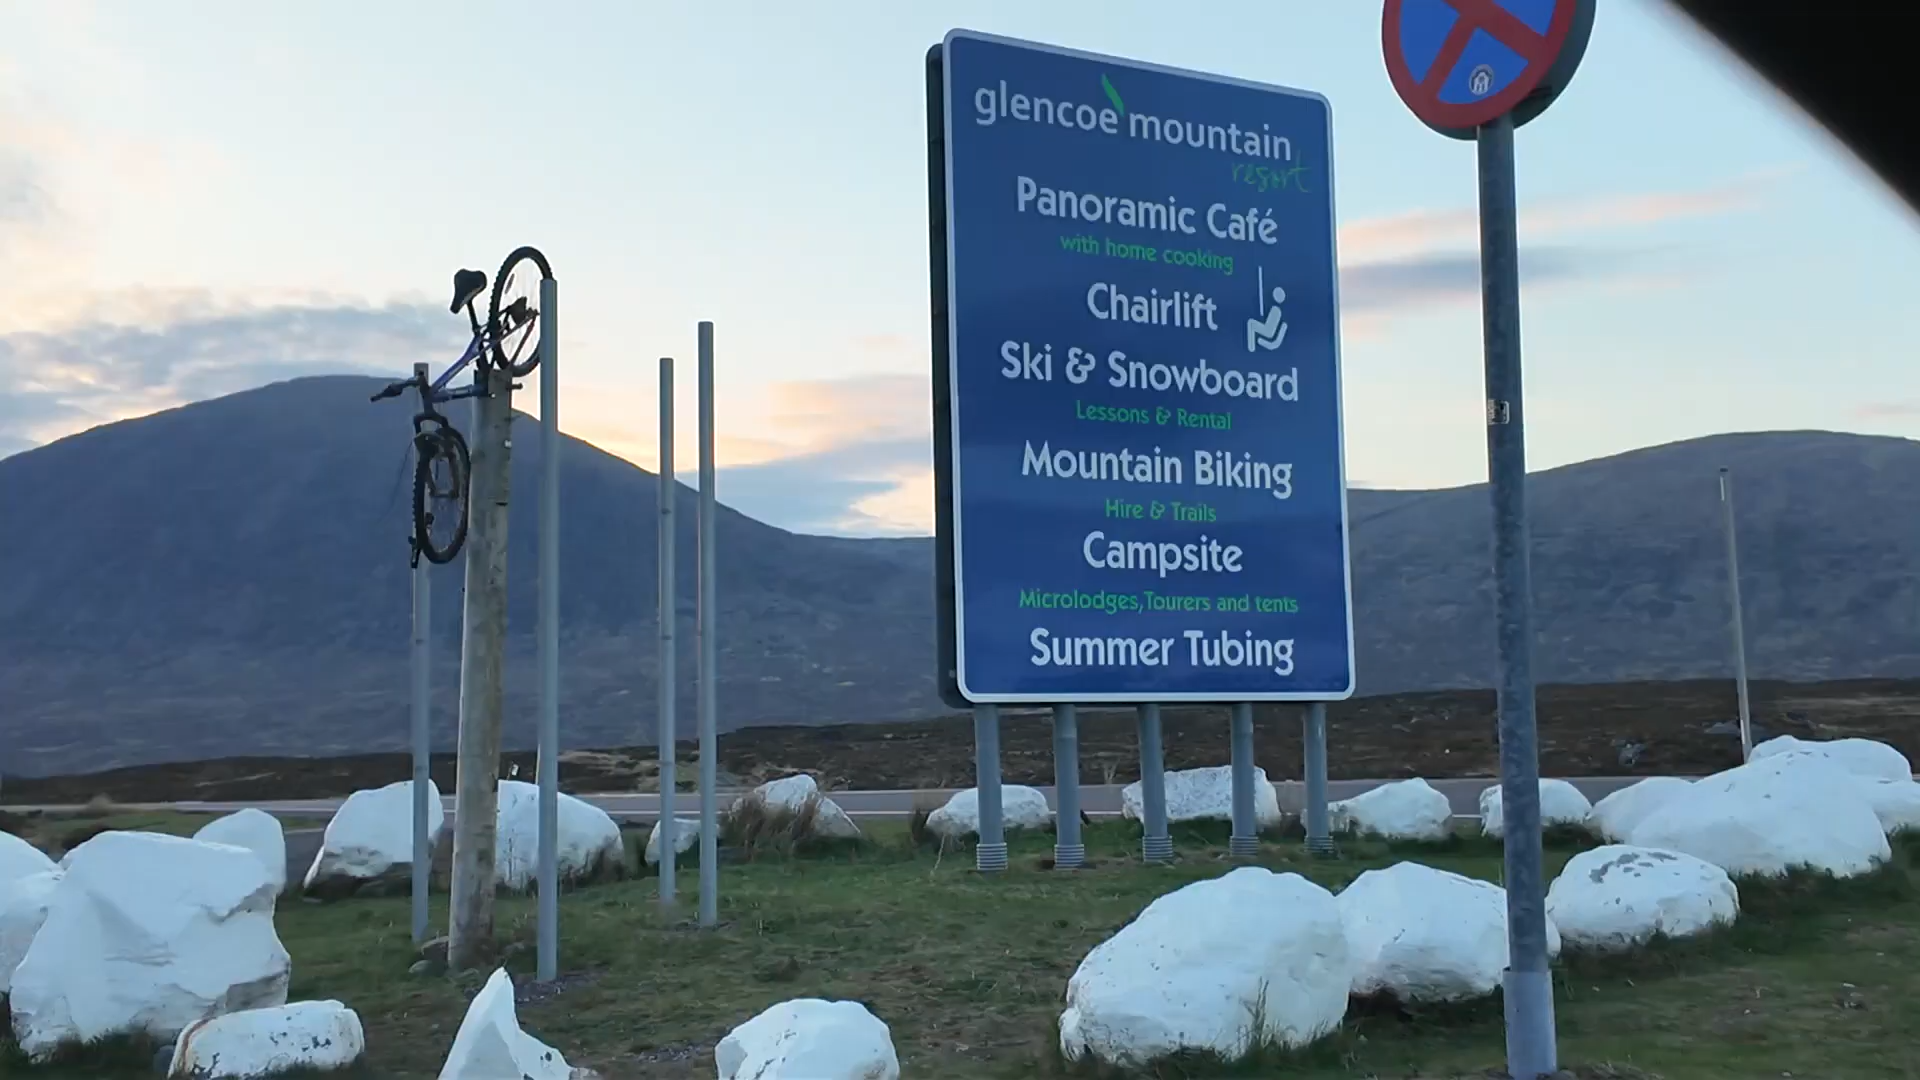 glencoe mountain
resort
Panoramic Café
with home cooking
Chairlift
Ski & Snowboard
Lessons & Rental
Mountain Biking
Hire & Trails
Campsite
Microlodges,Tourers and tents
Summer Tubing